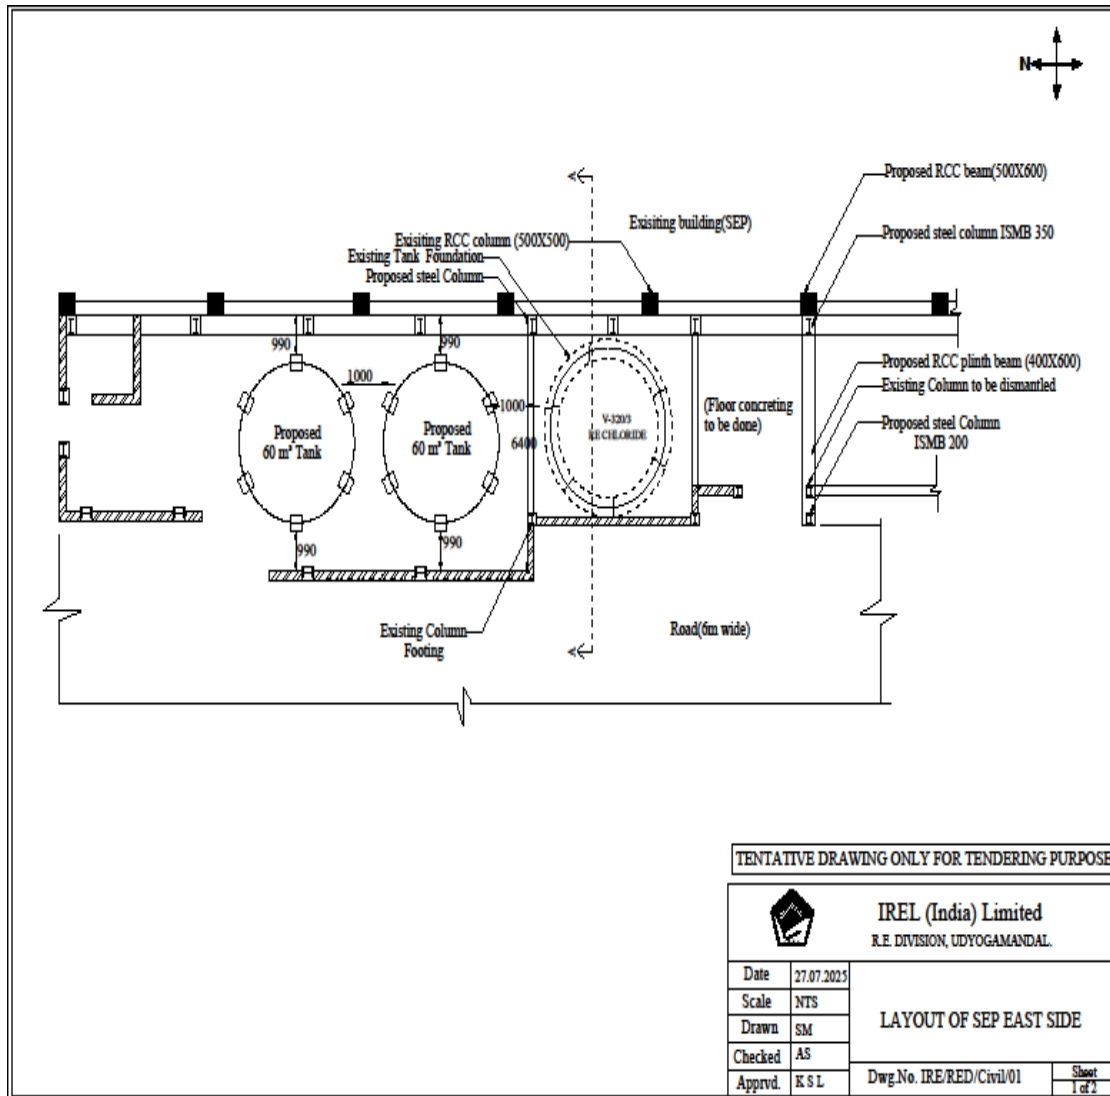 N
A
Proposed RCC beam(500X600)
Exisiting building(SEP)
Exisiting RCC column (500X500)
Proposed steel column ISMB 350
Existing Tank Foundation
Proposed steel Column
990
990
1000
1000
Proposed RCC plinth beam (400X600)
Existing Column to be dismantled
(Floor concreting
to be done)
V-320/3
RE CHLORIDE
Proposed
60 m³ Tank
Proposed
60 m³ Tank
6400
Proposed steel Column
ISMB 200
990
990
Existing Column
Footing
Road(6m wide)
A
TENTATIVE DRAWING ONLY FOR TENDERING PURPOSE
IREL (India) Limited
R.E. DIVISION, UDYOGAMANDAL.
Date 27.07.2025
Scale NTS
Drawn SM
Checked AS
Apprvd. K S L
LAYOUT OF SEP EAST SIDE
Dwg.No. IRE/RED/Civil/01
Sheet
1 of 2